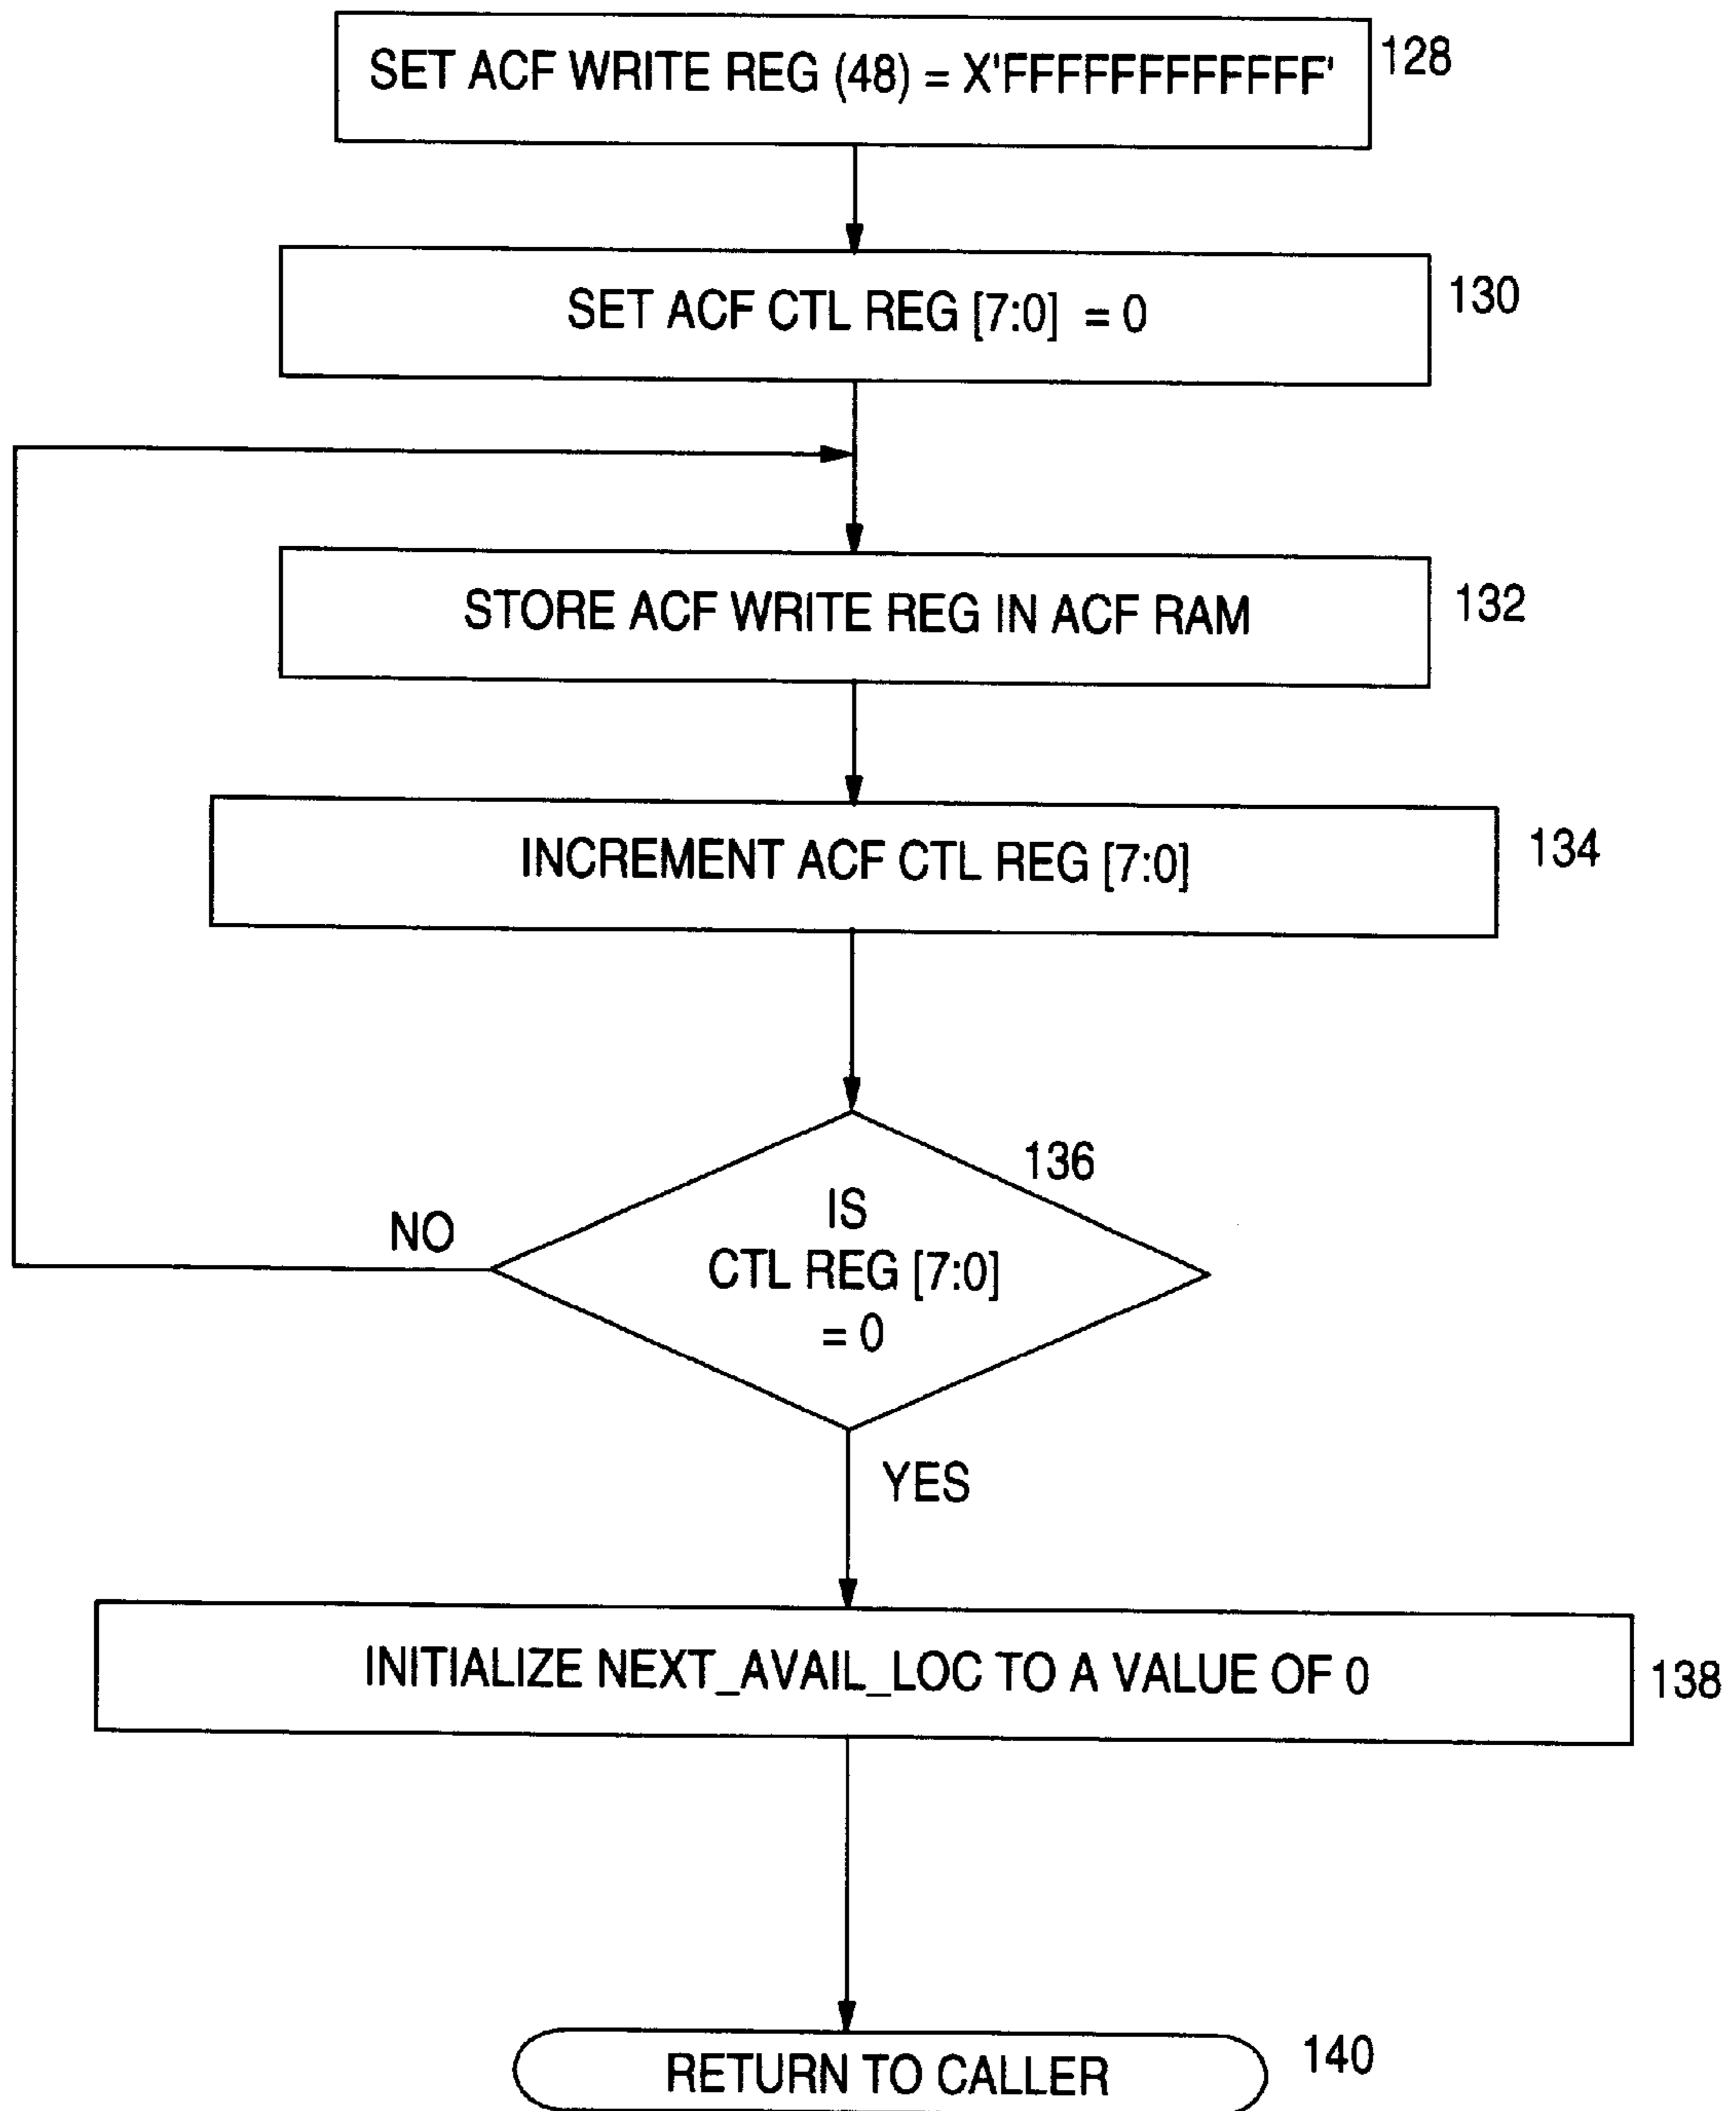 SET ACF WRITE REG (48) = X'FFFFFFFFFFFF'
128
SET ACF CTL REG [7:0] = 0
130
STORE ACF WRITE REG IN ACF RAM
132
INCREMENT ACF CTL REG [7:0]
134
136
IS
CTL REG [7:0]
= 0
NO
YES
INITIALIZE NEXT_AVAIL_LOC TO A VALUE OF 0
138
RETURN TO CALLER
140